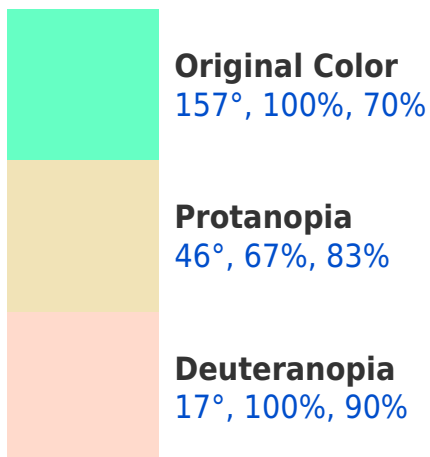 Original Color
157°, 100%, 70%
Protanopia
46°, 67%, 83%
Deuteranopia
17°, 100%, 90%